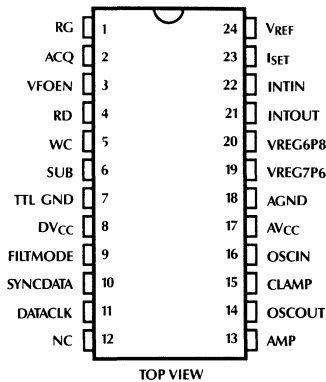 RG 1 24 VREF
ACQ 2 23 ISET
VFOEN 3 22 INTIN
RD 4 21 INTOUT
WC 5 20 VREG6P8
SUB 6 19 VREG7P6
TTL GND 7 18 AGND
DVCC 8 17 AVCC
FILTMODE 9 16 OSCIN
SYNCDATA 10 15 CLAMP
DATACLK 11 14 OSCOUT
NC 12 13 AMP
TOP VIEW